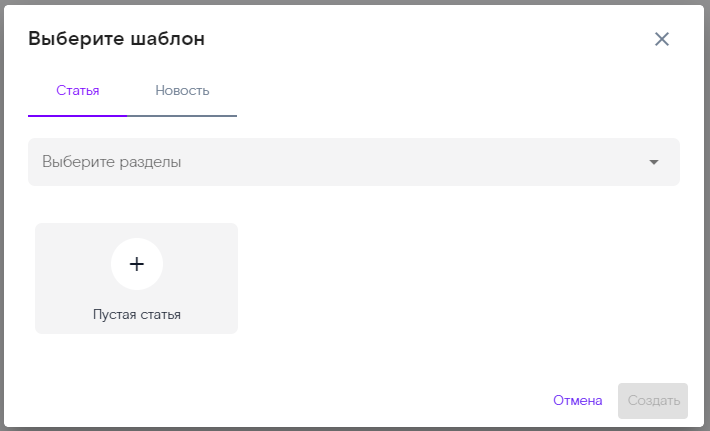 Выберите шаблон
Статья
Новость
Выберите разделы
Пустая статья
Отмена
Создать